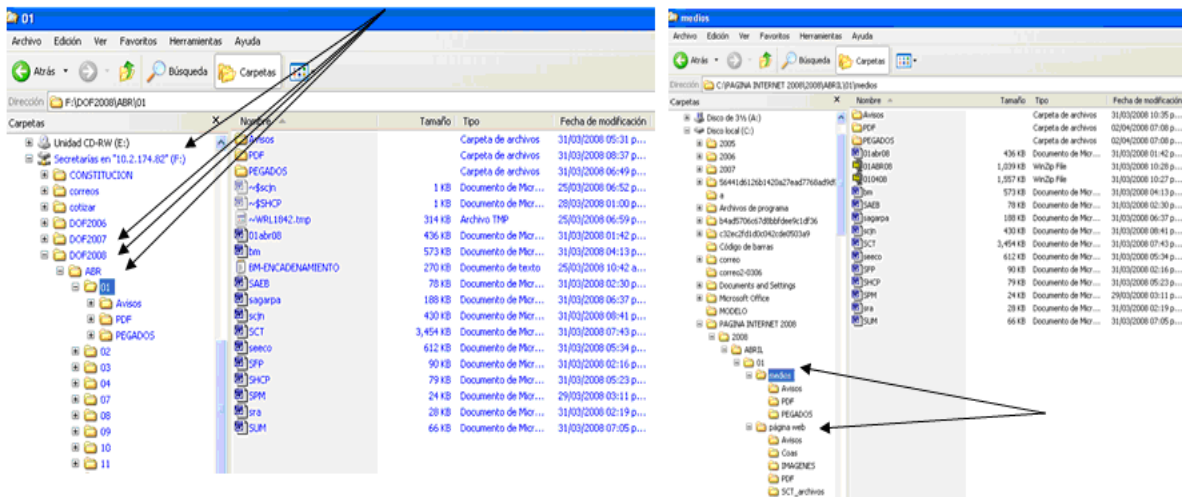 01
Archivo Edición Ver Favoritos Herramientas Ayuda
Atrás Búsqueda Carpetas
Dirección F:\DOF2008\ABR\01
Carpetas X
Unidad CD-RW (E:)
Secretarías en "10.2.174.82" (F:)
CONSTITUCION
correos
cotizar
DOF2006
DOF2007
DOF2008
ABR
01
Avisos
PDF
PEGADOS
02
03
04
07
08
09
10
11
Nombre Tamaño Tipo Fecha de modificación
Avisos Carpeta de archivos 31/03/2008 05:31 p...
PDF Carpeta de archivos 31/03/2008 08:37 p...
PEGADOS Carpeta de archivos 31/03/2008 06:49 p...
~$scjn 1 KB Documento de Micr... 25/03/2008 06:52 p...
~$SHCP 1 KB Documento de Micr... 28/03/2008 01:00 p...
~WRL1842.tmp 314 KB Archivo TMP 25/03/2008 06:59 p...
01abr08 436 KB Documento de Micr... 31/03/2008 01:42 p...
bm 573 KB Documento de Micr... 31/03/2008 04:13 p...
BM-ENCADENAMIENTO 270 KB Documento de texto 25/03/2008 10:42 a...
SAEB 78 KB Documento de Micr... 31/03/2008 02:30 p...
sagarpa 188 KB Documento de Micr... 31/03/2008 06:37 p...
scjn 430 KB Documento de Micr... 31/03/2008 08:41 p...
SCT 3,454 KB Documento de Micr... 31/03/2008 07:43 p...
seeco 612 KB Documento de Micr... 31/03/2008 05:34 p...
SFP 90 KB Documento de Micr... 31/03/2008 02:16 p...
SHCP 79 KB Documento de Micr... 31/03/2008 05:23 p...
SPM 24 KB Documento de Micr... 29/03/2008 03:11 p...
sra 28 KB Documento de Micr... 31/03/2008 02:19 p...
SUM 66 KB Documento de Micr... 31/03/2008 07:05 p...
medios
Archivo Edición Ver Favoritos Herramientas Ayuda
Atrás Búsqueda Carpetas
Dirección C:\PAGINA INTERNET 2008\2008\ABRIL\01\medios
Carpetas X
Disco de 3½ (A:)
Disco local (C:)
2005
2006
2007
a
Archivos de programa
Código de barras
correo
correo2-0306
Documents and Settings
Microsoft Office
MODELO
PAGINA INTERNET 2008
2008
ABRIL
01
medios
Avisos
PDF
PEGADOS
página web
Avisos
Coas
IMAGENES
PDF
SCT_archivos
Nombre Tamaño Tipo Fecha de modificación
Avisos Carpeta de archivos 31/03/2008 10:35 p...
PDF Carpeta de archivos 02/04/2008 07:08 p...
PEGADOS Carpeta de archivos 02/04/2008 07:08 p...
01abr08 436 KB Documento de Micr... 31/03/2008 01:42 p...
01ABR08 1,039 KB WinZip File 31/03/2008 10:28 p...
010408 1,557 KB WinZip File 31/03/2008 10:27 p...
bm 573 KB Documento de Micr... 31/03/2008 04:13 p...
SAEB 78 KB Documento de Micr... 31/03/2008 02:30 p...
sagarpa 188 KB Documento de Micr... 31/03/2008 06:37 p...
scjn 430 KB Documento de Micr... 31/03/2008 08:41 p...
SCT 3,454 KB Documento de Micr... 31/03/2008 07:43 p...
seeco 612 KB Documento de Micr... 31/03/2008 05:34 p...
SFP 90 KB Documento de Micr... 31/03/2008 02:16 p...
SHCP 79 KB Documento de Micr... 31/03/2008 05:23 p...
SPM 24 KB Documento de Micr... 29/03/2008 03:11 p...
sra 28 KB Documento de Micr... 31/03/2008 02:19 p...
SUM 66 KB Documento de Micr... 31/03/2008 07:05 p...